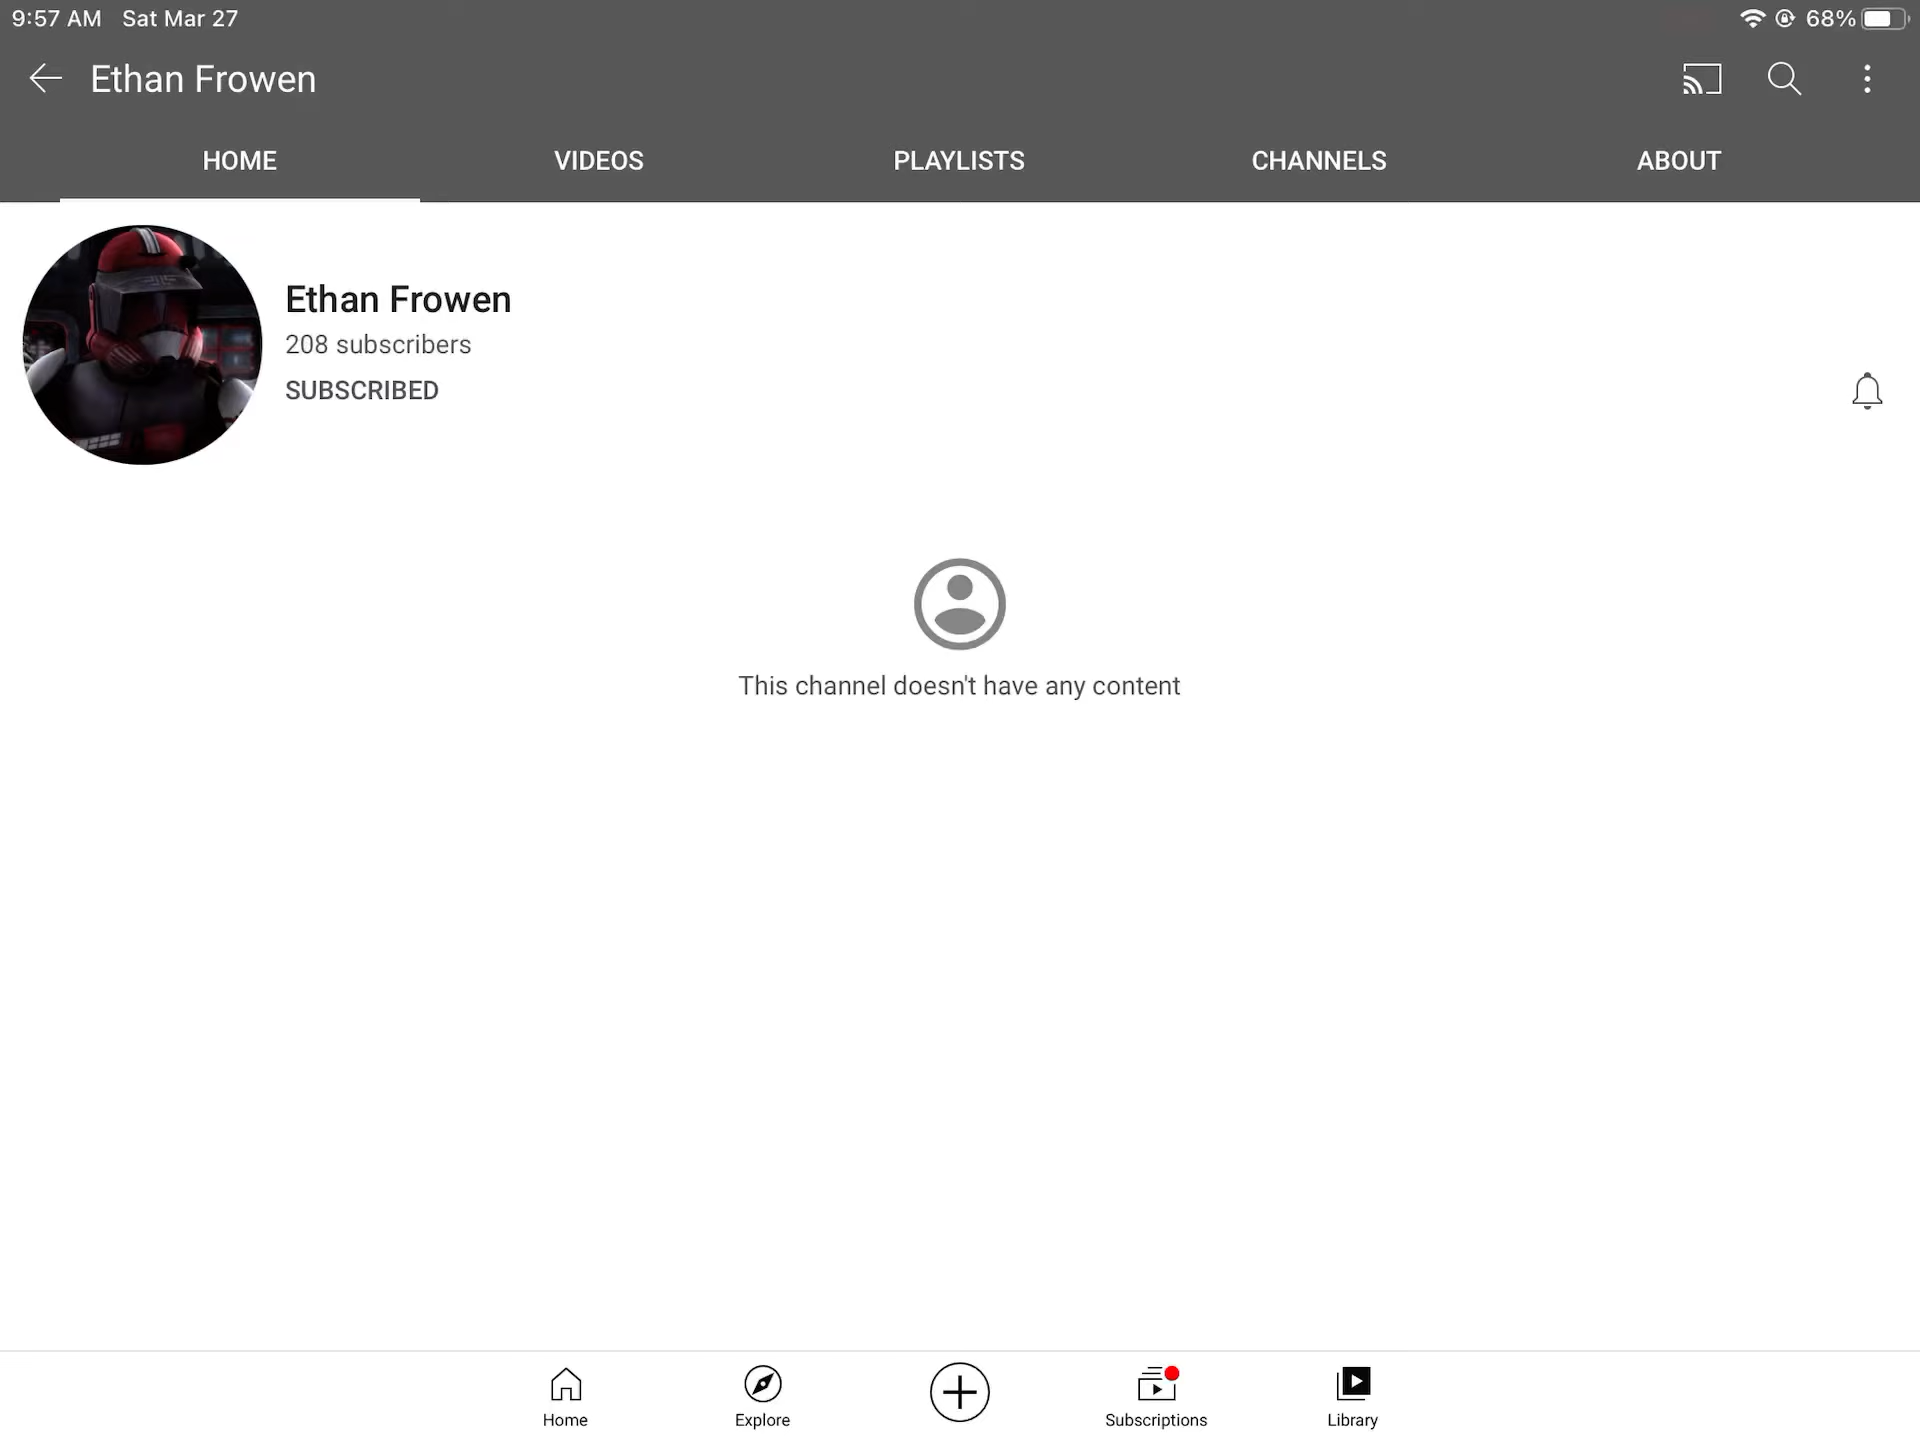 9:57 AM Sat Mar 27 68%
Ethan Frowen
HOME VIDEOS PLAYLISTS CHANNELS ABOUT
Ethan Frowen
208 subscribers
SUBSCRIBED
This channel doesn't have any content
Home Explore Subscriptions Library